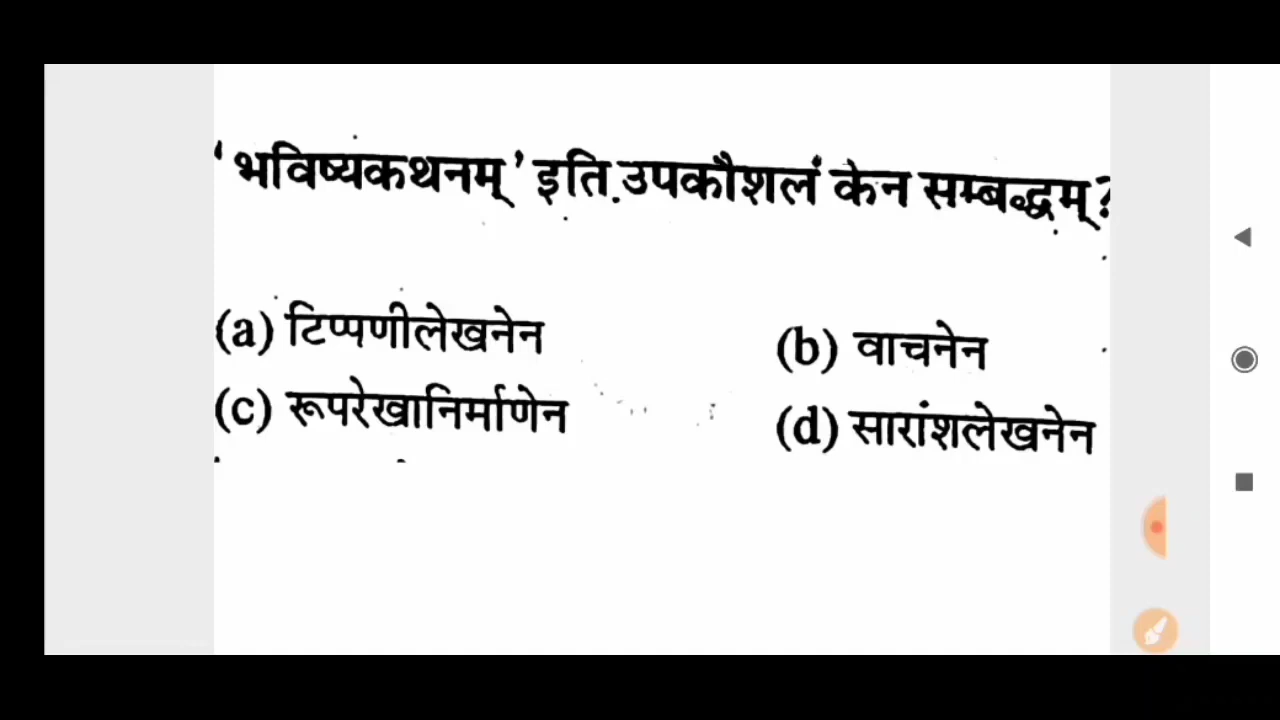 'भविष्यकथनम्' इति उपकौशलं केन सम्बद्धम्?
(a) टिप्पणीलेखनेन (b) वाचनेन
(c) रूपरेखानिर्माणेन (d) सारांशलेखनेन